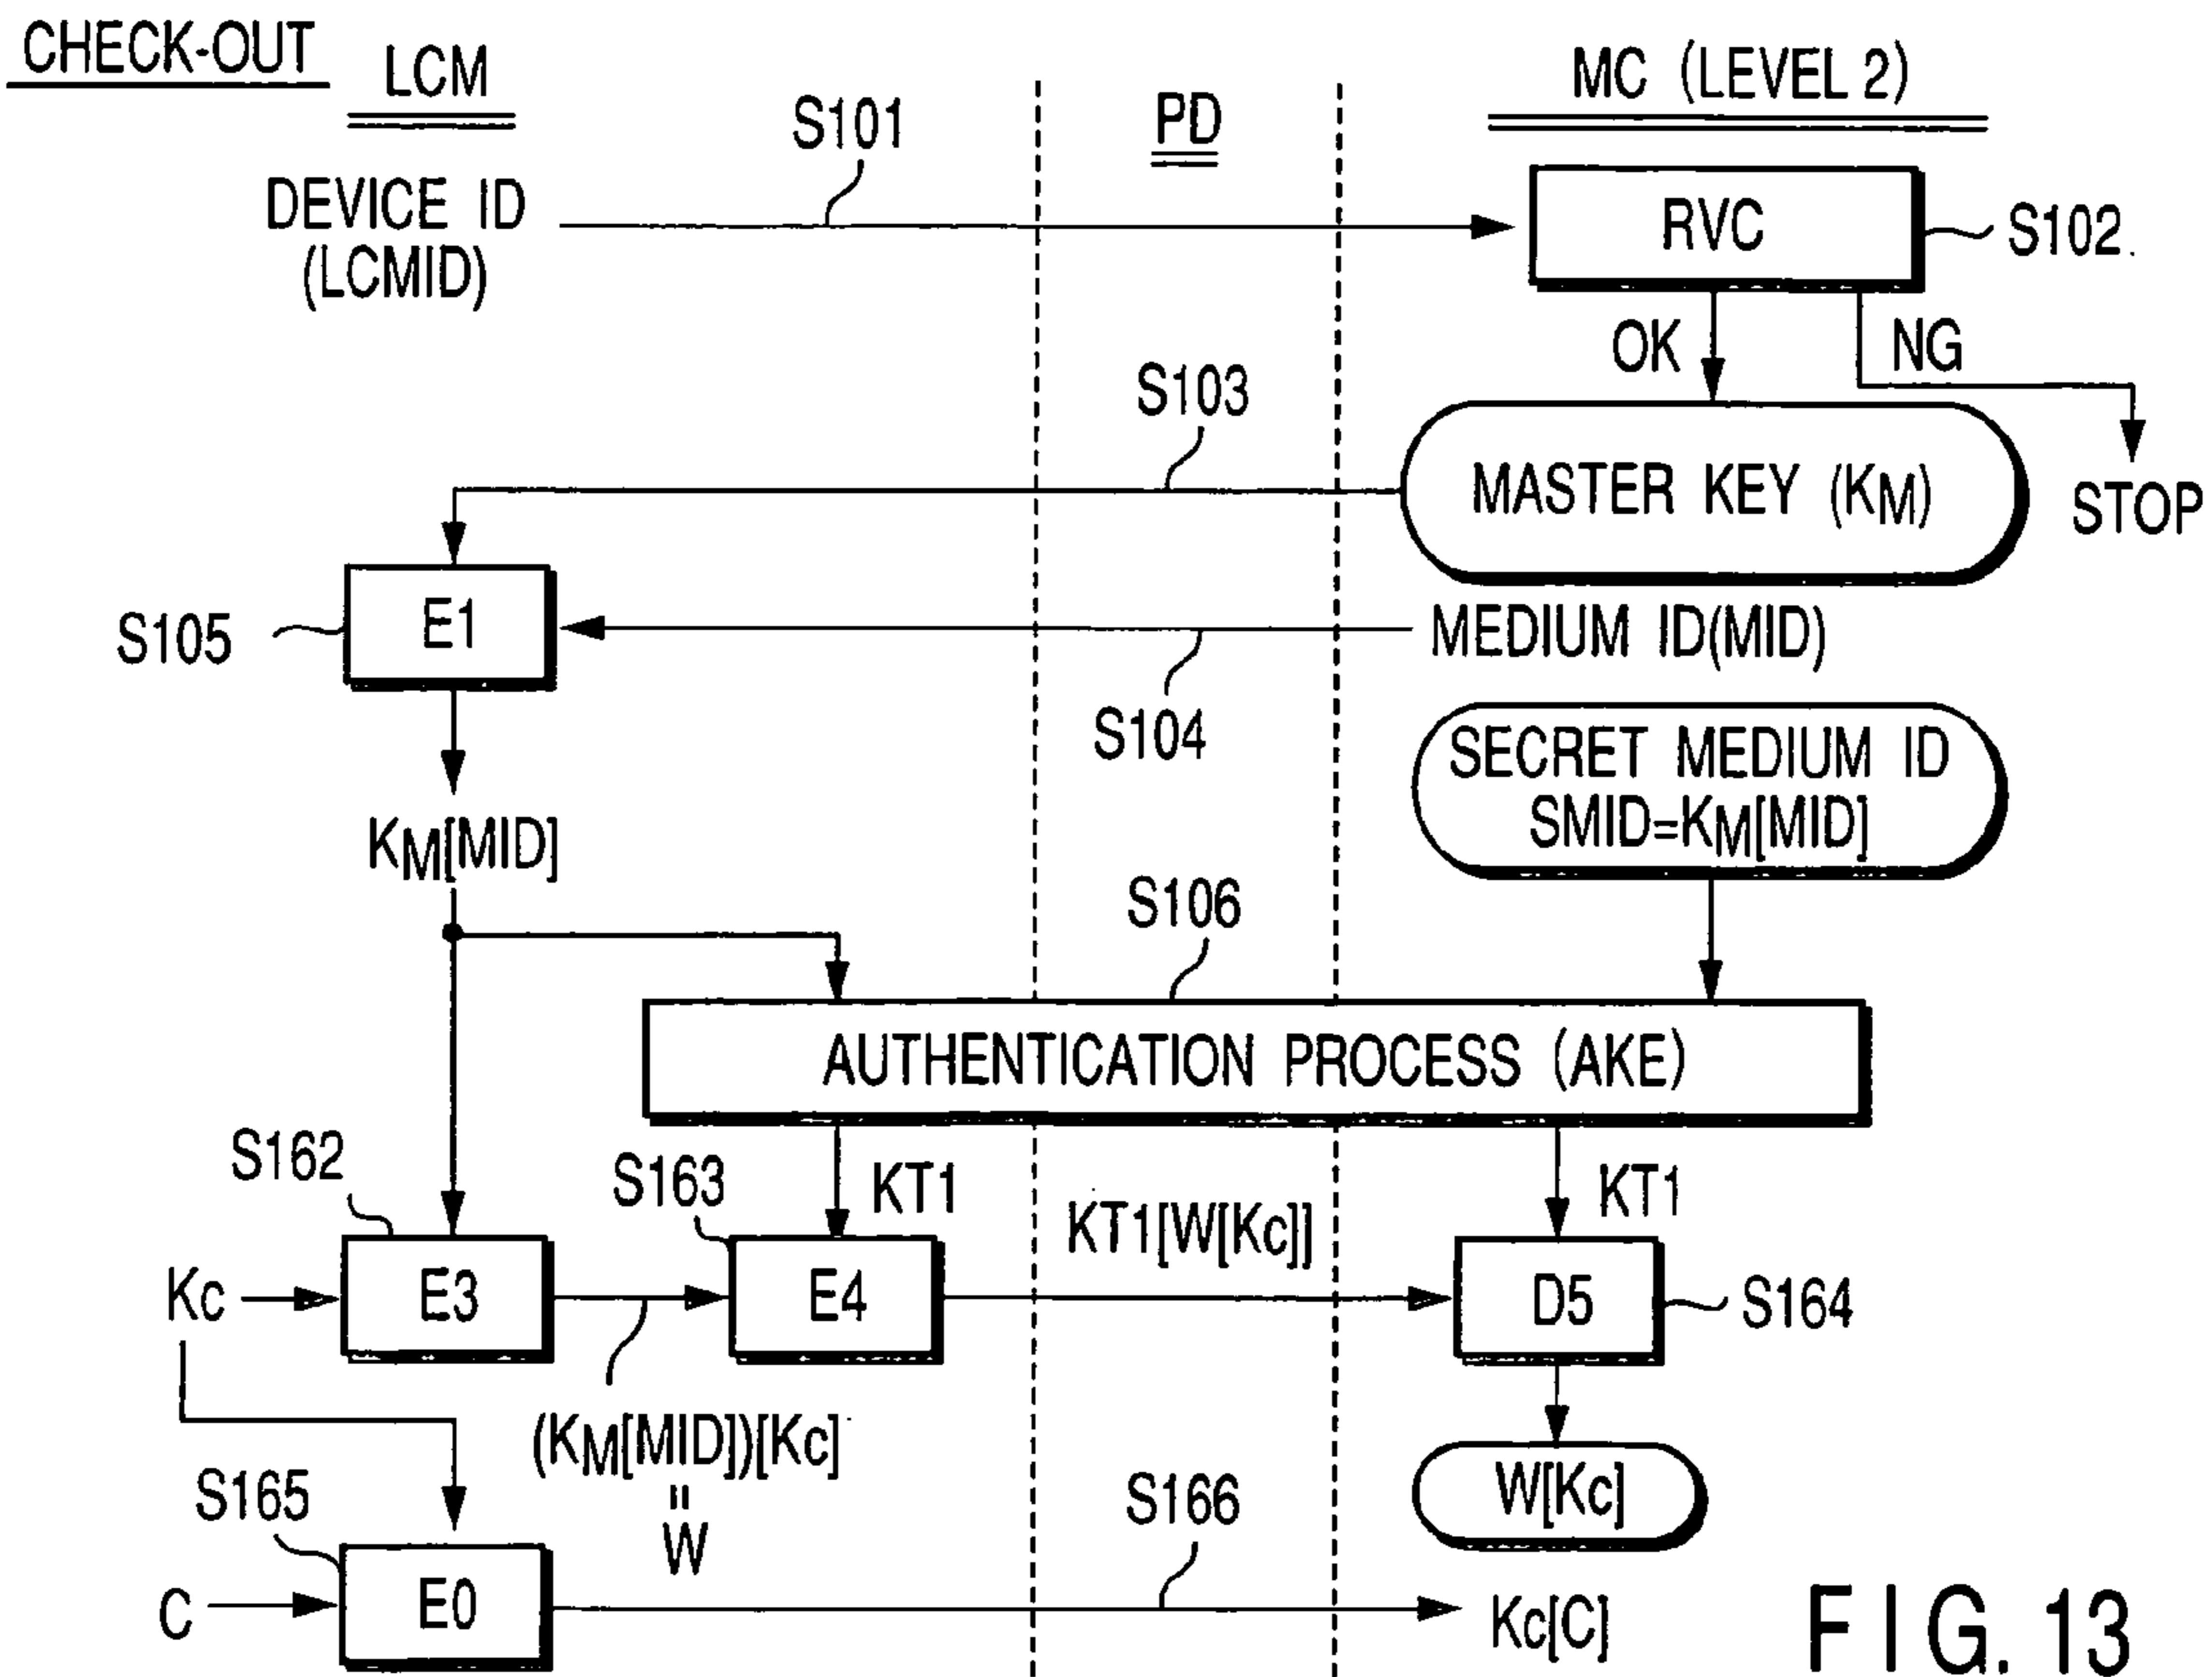 CHECK-OUT
LCM
PD
MC (LEVEL 2)
S101
DEVICE ID
(LCMID)
RVC
S102.
OK
NG
S103
MASTER KEY (KM)
STOP
E1
S105
MEDIUM ID(MID)
S104
SECRET MEDIUM ID
SMID=KM[MID]
KM[MID]
S106
AUTHENTICATION PROCESS (AKE)
S162
S163
KT1
KT1[W[Kc]]
KT1
Kc
E3
E4
D5
S164
(KM[MID])[Kc]
=
W
S165
S166
W[Kc]
C
E0
Kc[C]
FIG. 13